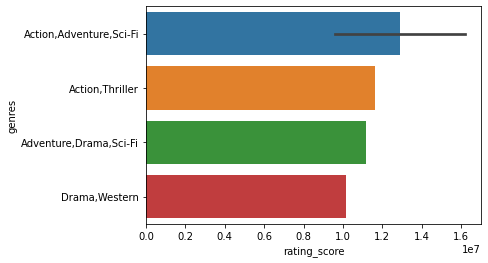 Action,Adventure,Sci-Fi
Action,Thriller
Adventure,Drama,Sci-Fi
Drama,Western
genres
0.0 0.2 0.4 0.6 0.8 1.0 1.2 1.4 1.6
1e7
rating_score